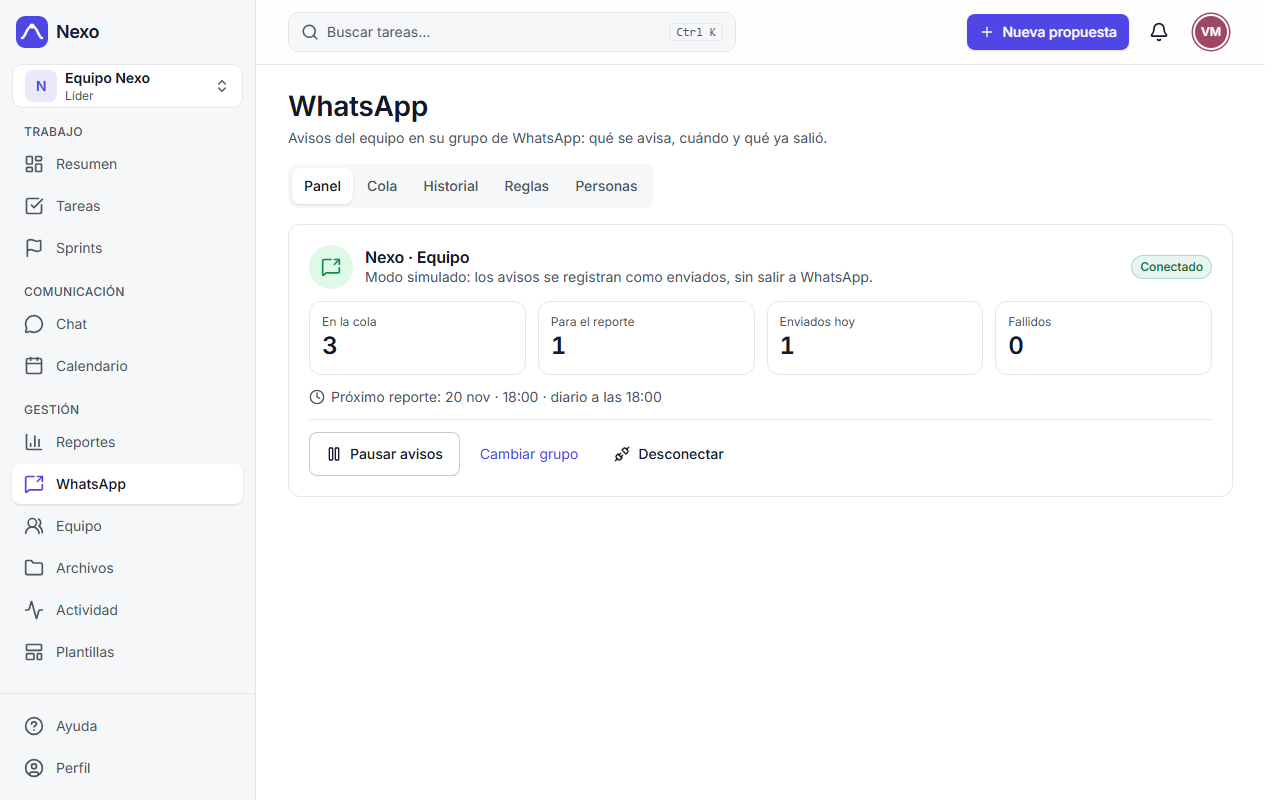 Nexo
N
Equipo Nexo
Líder
TRABAJO
Resumen
Tareas
Sprints
COMUNICACIÓN
Chat
Calendario
GESTIÓN
Reportes
WhatsApp
Equipo
Archivos
Actividad
Plantillas
Ayuda
Perfil
Buscar tareas...
Ctrl K
Nueva propuesta
VM
WhatsApp
Avisos del equipo en su grupo de WhatsApp: qué se avisa, cuándo y qué ya salió.
Panel Cola Historial Reglas Personas
Nexo · Equipo
Modo simulado: los avisos se registran como enviados, sin salir a WhatsApp.
Conectado
En la cola
3
Para el reporte
1
Enviados hoy
1
Fallidos
0
Próximo reporte: 20 nov · 18:00 · diario a las 18:00
Pausar avisos
Cambiar grupo
Desconectar